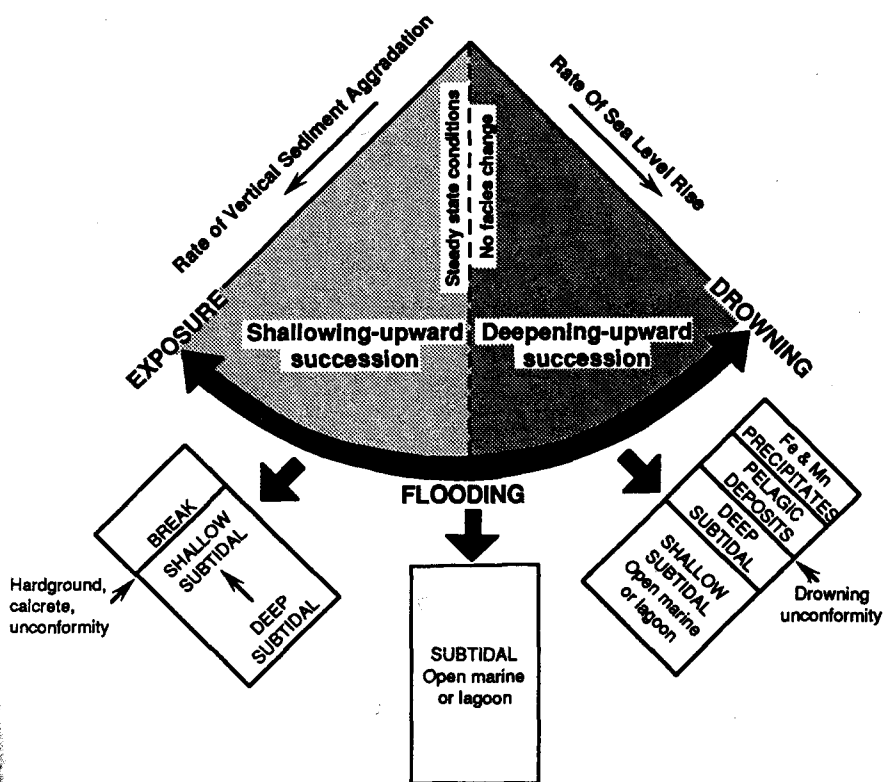 Rate of Vertical Sediment Aggradation
Rate Of Sea Level Rise
Steady state conditions
No facies change
EXPOSURE
Shallowing-upward
succession
Deepening-upward
succession
DROWNING
FLOODING
BREAK
SHALLOW
SUBTIDAL
DEEP
SUBTIDAL
Hardground,
calcrete,
unconformity
SUBTIDAL
Open marine
or lagoon
Fe & Mn
PRECIPITATES
PELAGIC
DEPOSITS
DEEP
SUBTIDAL
SHALLOW
SUBTIDAL
Open marine
or lagoon
Drowning
unconformity